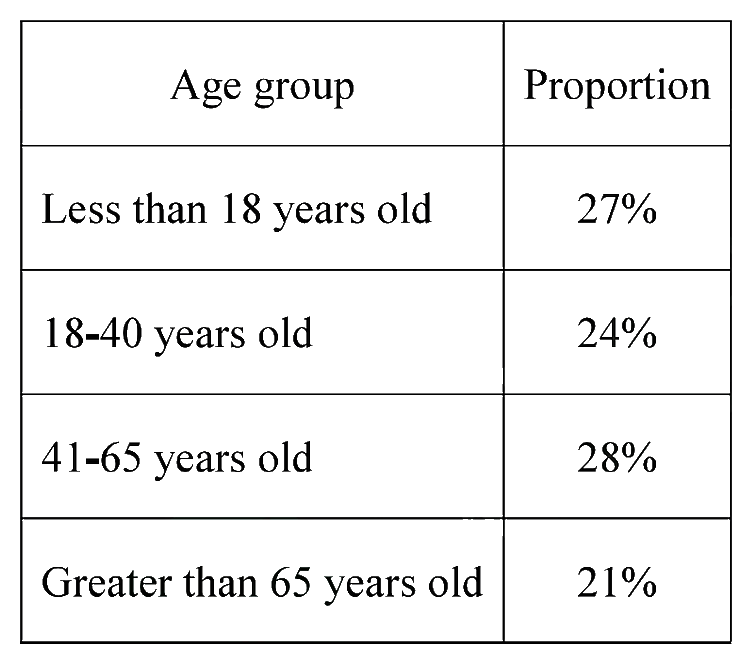 Age group Proportion
Less than 18 years old 27%
18-40 years old 24%
41-65 years old 28%
Greater than 65 years old 21%